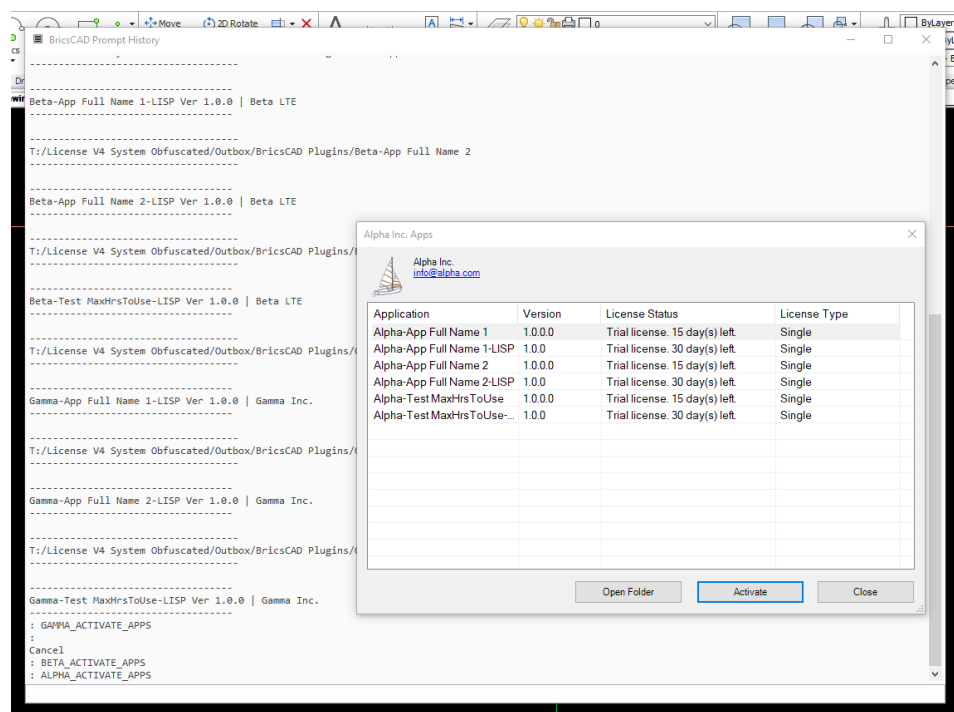 Move
2D Rotate
A
0
ByLayer
BricsCAD Prompt History
------------------------------------
-----------------------------------
Beta-App Full Name 1-LISP Ver 1.0.0 | Beta LTE
-----------------------------------
------------------------------------
T:/License V4 System Obfuscated/Outbox/BricsCAD Plugins/Beta-App Full Name 2
------------------------------------
-----------------------------------
Beta-App Full Name 2-LISP Ver 1.0.0 | Beta LTE
-----------------------------------
------------------------------------
T:/License V4 System Obfuscated/Outbox/BricsCAD Plugins/
------------------------------------
-----------------------------------
Beta-Test MaxHrsToUse-LISP Ver 1.0.0 | Beta LTE
-----------------------------------
------------------------------------
T:/License V4 System Obfuscated/Outbox/BricsCAD Plugins/
------------------------------------
-----------------------------------
Gamma-App Full Name 1-LISP Ver 1.0.0 | Gamma Inc.
-----------------------------------
------------------------------------
T:/License V4 System Obfuscated/Outbox/BricsCAD Plugins/
------------------------------------
-----------------------------------
Gamma-App Full Name 2-LISP Ver 1.0.0 | Gamma Inc.
-----------------------------------
------------------------------------
T:/License V4 System Obfuscated/Outbox/BricsCAD Plugins/
------------------------------------
-----------------------------------
Gamma-Test MaxHrsToUse-LISP Ver 1.0.0 | Gamma Inc.
-----------------------------------
: GAMMA_ACTIVATE_APPS
:
Cancel
: BETA_ACTIVATE_APPS
: ALPHA_ACTIVATE_APPS
Alpha Inc. Apps
Alpha Inc.
info@alpha.com
Application Version License Status License Type
Alpha-App Full Name 1 1.0.0.0 Trial license. 15 day(s) left. Single
Alpha-App Full Name 1-LISP 1.0.0 Trial license. 30 day(s) left. Single
Alpha-App Full Name 2 1.0.0.0 Trial license. 15 day(s) left. Single
Alpha-App Full Name 2-LISP 1.0.0 Trial license. 30 day(s) left. Single
Alpha-Test MaxHrsToUse 1.0.0.0 Trial license. 15 day(s) left. Single
Alpha-Test MaxHrsToUse-... 1.0.0 Trial license. 30 day(s) left. Single
Open Folder Activate Close